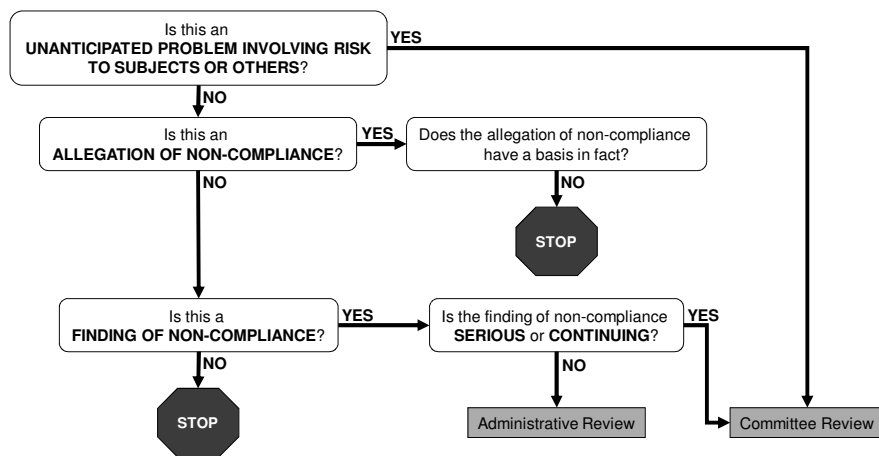 Is this an
UNANTICIPATED PROBLEM INVOLVING RISK
TO SUBJECTS OR OTHERS?
YES
NO
Is this an
ALLEGATION OF NON-COMPLIANCE?
YES
Does the allegation of non-compliance
have a basis in fact?
NO
NO
STOP
Is this a
FINDING OF NON-COMPLIANCE?
YES
Is the finding of non-compliance
SERIOUS or CONTINUING?
YES
NO
NO
STOP
Administrative Review
Committee Review